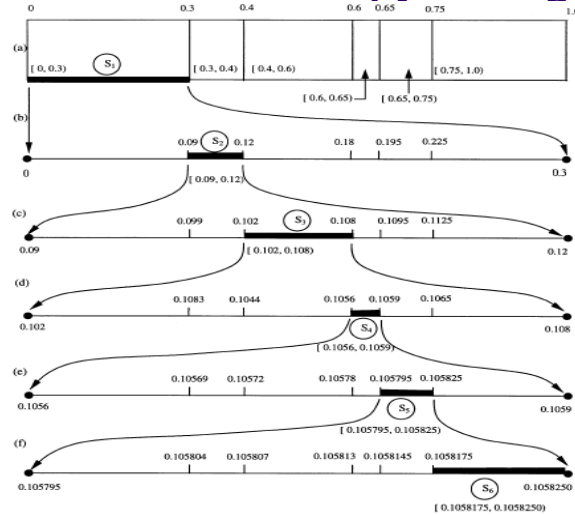 0 0.3 0.4 0.6 0.65 0.75 1.0
(a) S1
[ 0, 0.3) [ 0.3, 0.4) [ 0.4, 0.6) [ 0.75, 1.0)
[ 0.6, 0.65) [ 0.65, 0.75)
(b) 0.09 S2 0.12 0.18 0.195 0.225
0 0.3
[ 0.09, 0.12)
(c) 0.099 0.102 S3 0.108 0.1095 0.1125
0.09 [ 0.102, 0.108) 0.12
(d) 0.1083 0.1044 0.1056 0.1059 0.1065
0.102 S4 0.108
[ 0.1056, 0.1059)
(e) 0.10569 0.10572 0.10578 0.105795 0.105825
0.1056 S5 0.1059
[ 0.105795, 0.105825)
(f) 0.105804 0.105807 0.105813 0.1058145 0.1058175
0.105795 S6 0.1058250
[ 0.1058175, 0.1058250)